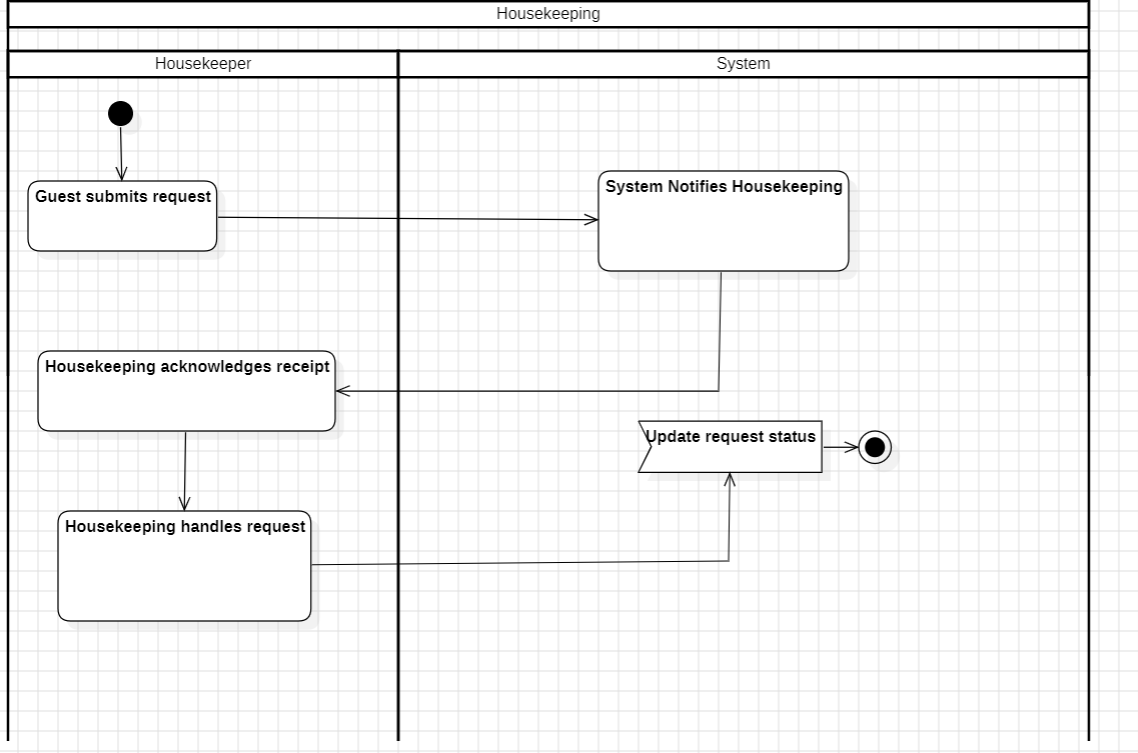 Housekeeping
Housekeeper
System
Guest submits request
System Notifies Housekeeping
Housekeeping acknowledges receipt
Update request status
Housekeeping handles request